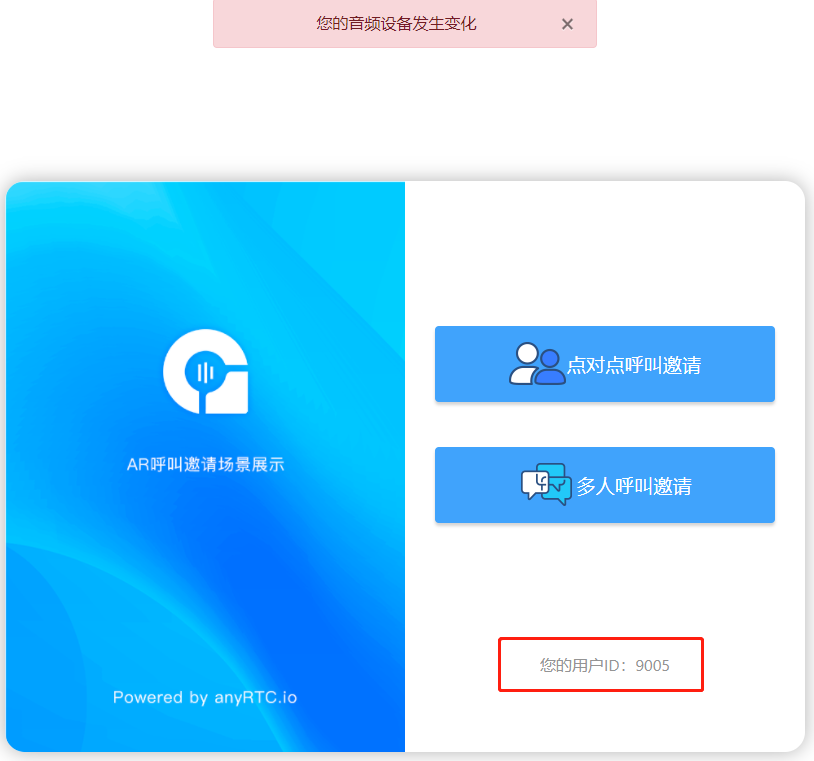 您的音频设备发生变化
AR呼叫邀请场景展示
Powered by anyRTC.io
点对点呼叫邀请
多人呼叫邀请
您的用户ID：9005